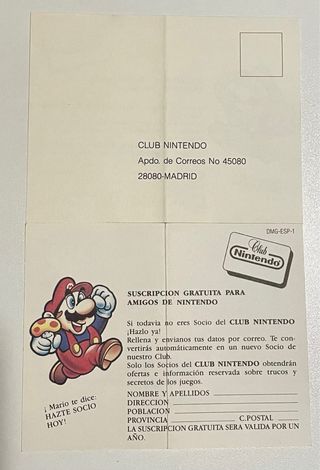 CLUB NINTENDO
Apdo. de Correos No 45080
28080-MADRID
DMG-ESP-1
Club
Nintendo
SUSCRIPCION GRATUITA PARA
AMIGOS DE NINTENDO
Si todavia no eres Socio del CLUB NINTENDO
¡Hazlo ya!
Rellena y envianos tus datos por correo. Te con-
vertirás automáticamente en un nuevo Socio de
nuestro Club.
Solo los Socios del CLUB NINTENDO obtendrán
ofertas e información reservada sobre trucos y
secretos de los juegos.
NOMBRE Y APELLIDOS
DIRECCION
POBLACION
PROVINCIA C.POSTAL
LA SUSCRIPCION GRATUITA SERA VALIDA POR UN
AÑO.
¡ Mario te dice:
HAZTE SOCIO
HOY!